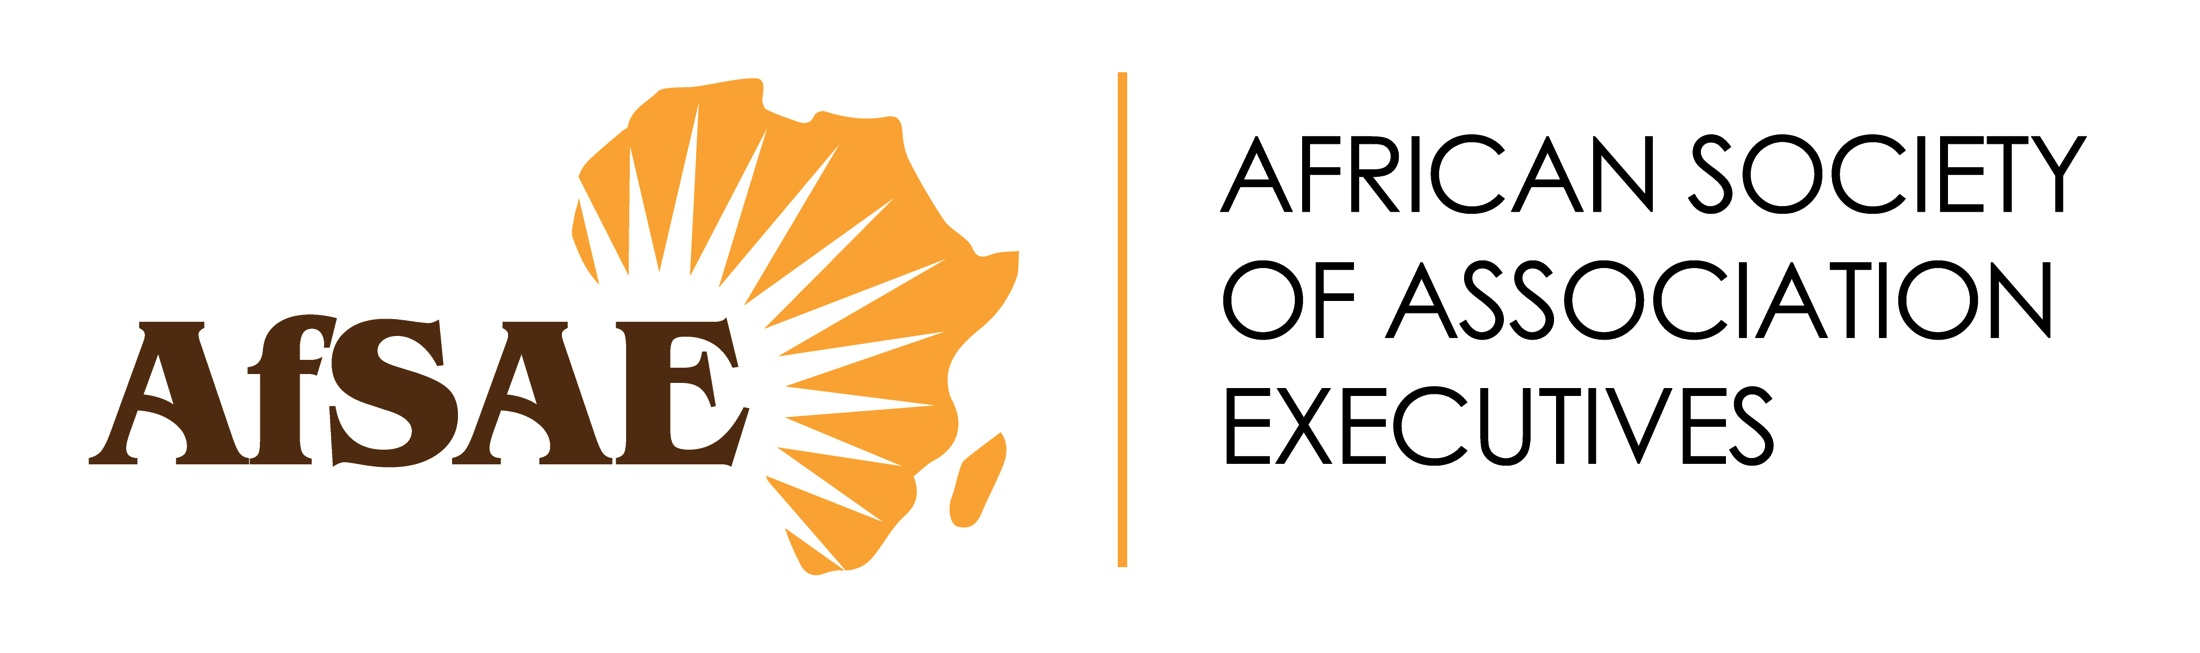 AfSAE
AFRICAN SOCIETY
OF ASSOCIATION
EXECUTIVES